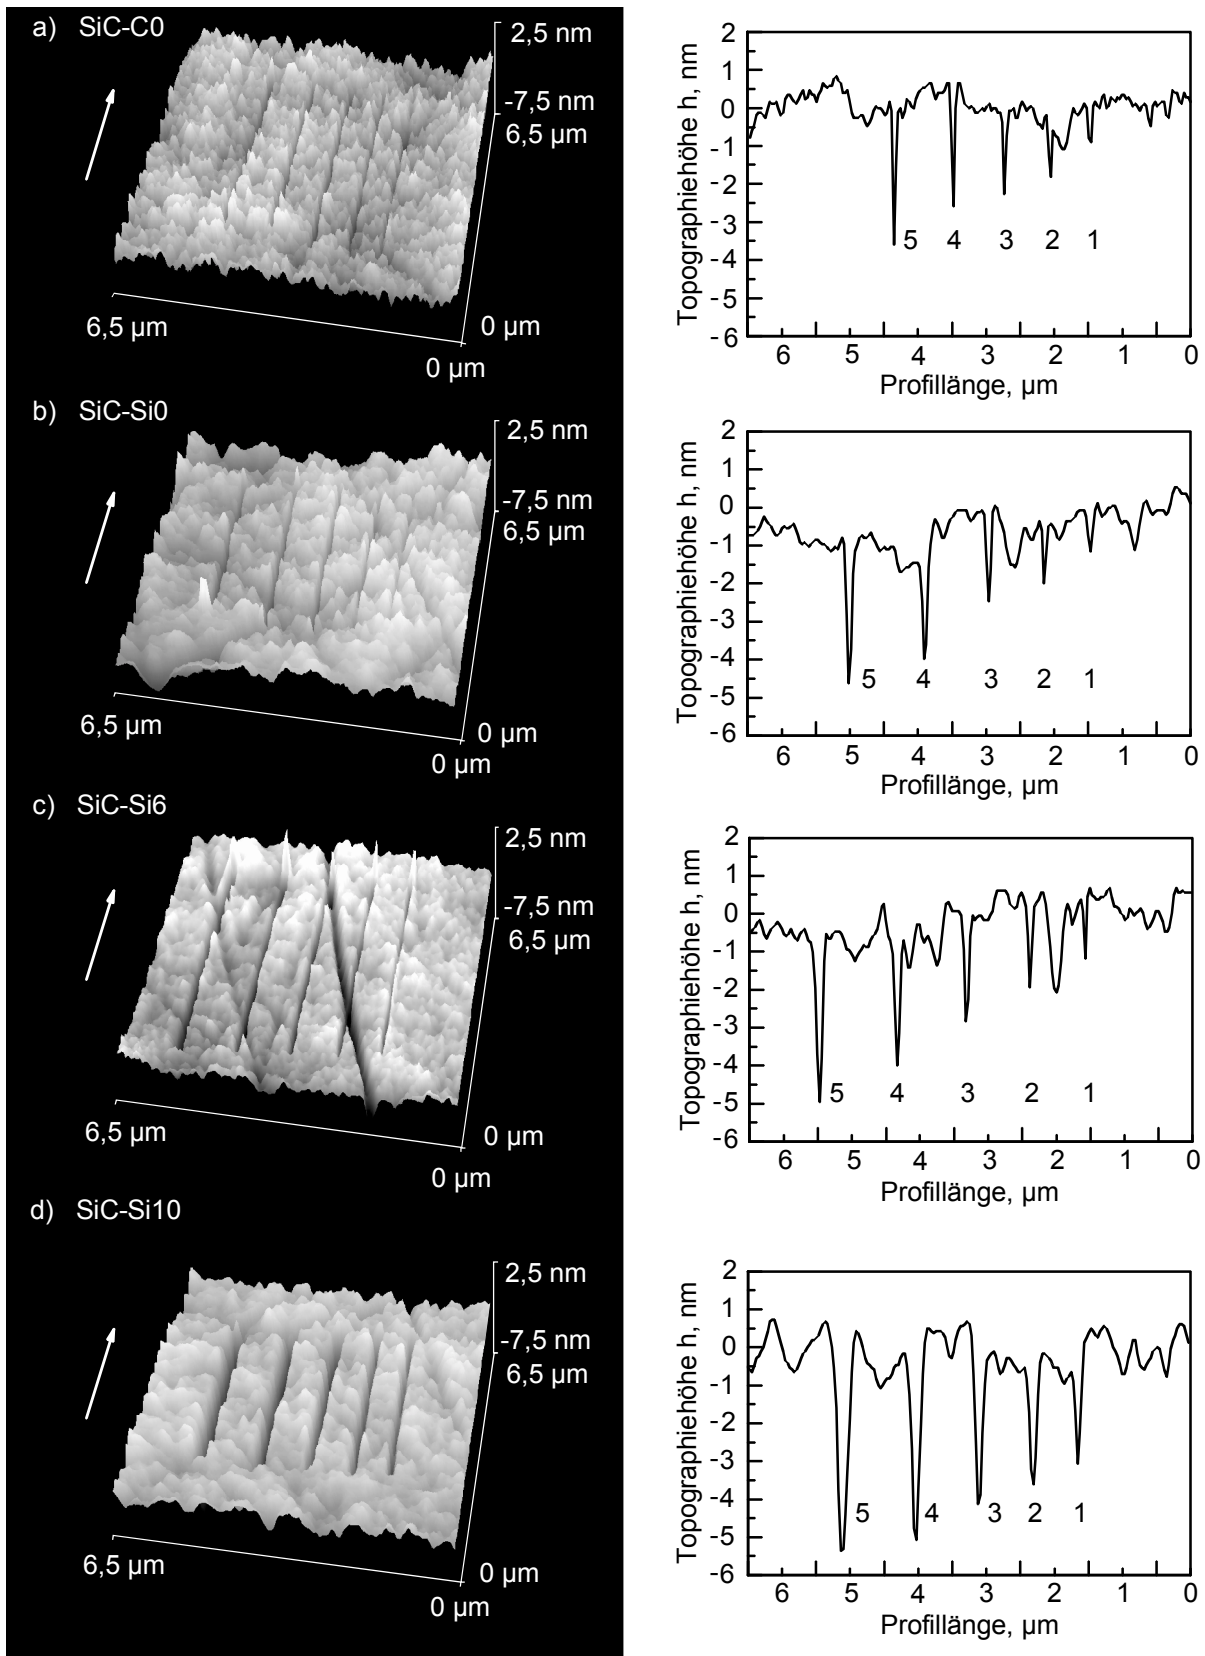 a) SiC-C0
2,5 nm
-7,5 nm
6,5 µm
6,5 µm
0 µm
0 µm
Topographiehöhe h, nm
2
1
0
-1
-2
-3
-4
-5
-6
5 4 3 2 1
6 5 4 3 2 1 0
Profillänge, µm
b) SiC-Si0
2,5 nm
-7,5 nm
6,5 µm
6,5 µm
0 µm
0 µm
Topographiehöhe h, nm
2
1
0
-1
-2
-3
-4
-5
-6
5 4 3 2 1
6 5 4 3 2 1 0
Profillänge, µm
c) SiC-Si6
2,5 nm
-7,5 nm
6,5 µm
6,5 µm
0 µm
0 µm
Topographiehöhe h, nm
2
1
0
-1
-2
-3
-4
-5
-6
5 4 3 2 1
6 5 4 3 2 1 0
Profillänge, µm
d) SiC-Si10
2,5 nm
-7,5 nm
6,5 µm
6,5 µm
0 µm
0 µm
Topographiehöhe h, nm
2
1
0
-1
-2
-3
-4
-5
-6
5 4 3 2 1
6 5 4 3 2 1 0
Profillänge, µm